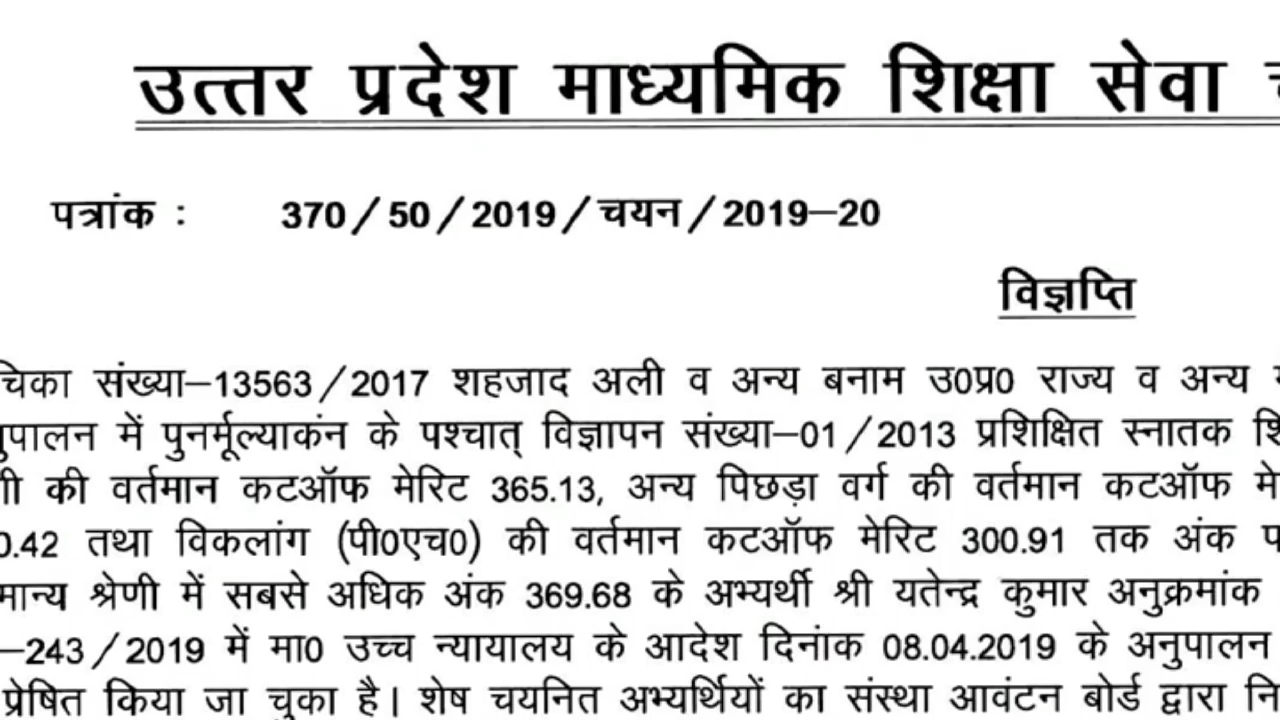 उत्तर प्रदेश माध्यमिक शिक्षा सेवा
पत्रांक : 370/50/2019/चयन/2019–20
विज्ञप्ति
चिका संख्या–13563/2017 शहजाद अली व अन्य बनाम उ0प्र0 राज्य व अन्य
नुपालन में पुनर्मूल्याकंन के पश्चात् विज्ञापन संख्या–01/2013 प्रशिक्षित स्नातक
की वर्तमान कटऑफ मेरिट 365.13, अन्य पिछड़ा वर्ग की वर्तमान कटऑफ मे
0.42 तथा विकलांग (पी0एच0) की वर्तमान कटऑफ मेरिट 300.91 तक अंक
मान्य श्रेणी में सबसे अधिक अंक 369.68 के अभ्यर्थी श्री यतेन्द्र कुमार अनुक्रमांक
–243/2019 में मा0 उच्च न्यायालय के आदेश दिनांक 08.04.2019 के अनुपालन
प्रेषित किया जा चुका है। शेष चयनित अभ्यर्थियों का संस्था आवंटन बोर्ड द्वारा नि